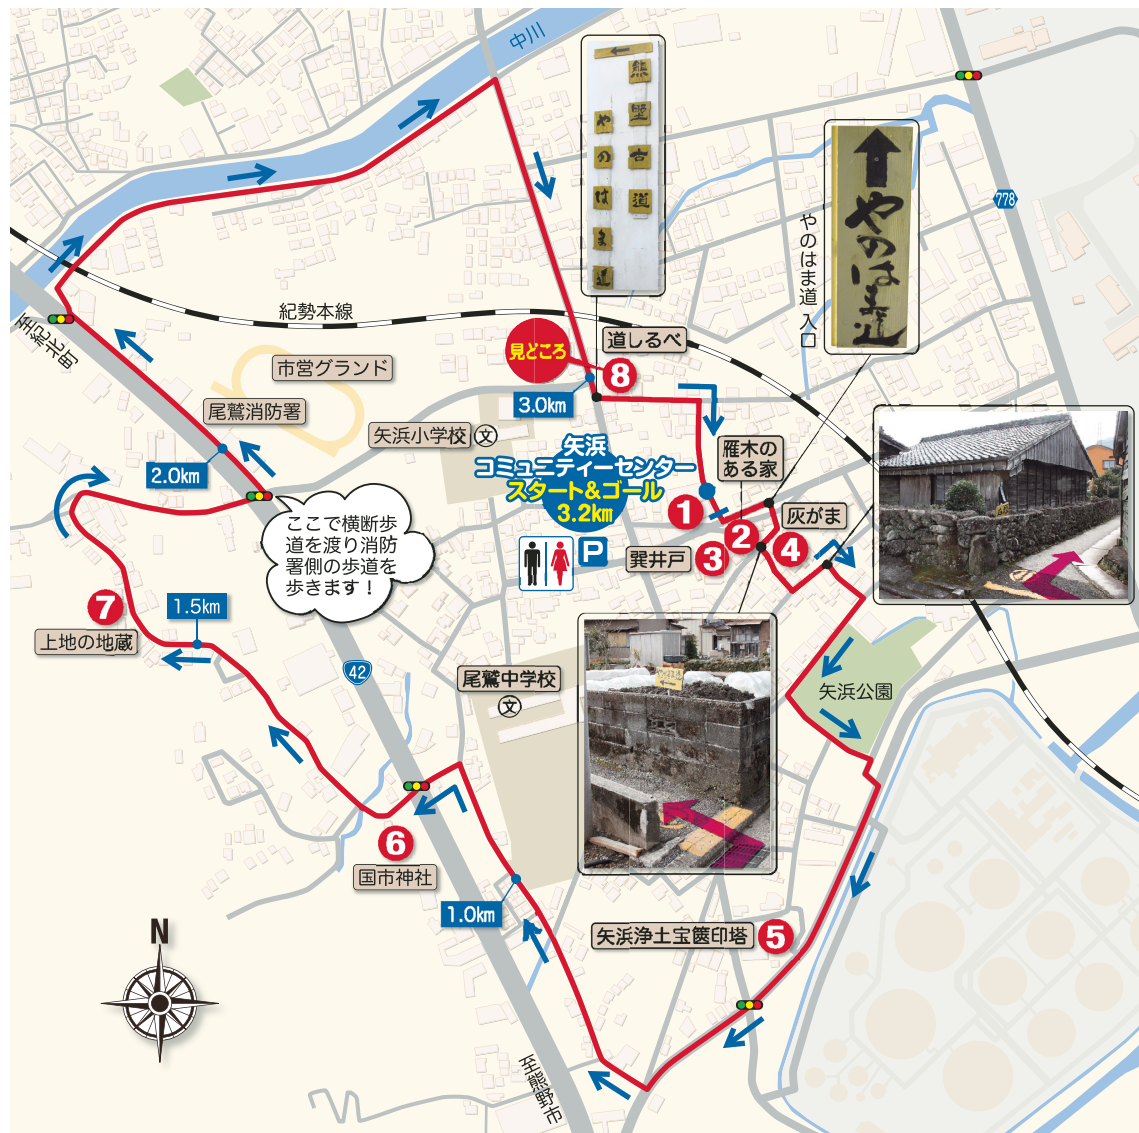 中川
←
熊
野
古
道
や
の
は
ま
道
やのはま道
やのはま道 入口
778
紀勢本線
至紀北町
市営グランド
見どころ
道しるべ
8
3.0km
尾鷲消防署
2.0km
矢浜小学校
文
矢浜
コミュニティーセンター
スタート&ゴール
3.2km
P
雁木の
ある家
1
2
3
4
灰がま
巽井戸
ここで横断歩
道を渡り消防
署側の歩道を
歩きます！
7
1.5km
上地の地蔵
42
尾鷲中学校
文
矢浜公園
6
国市神社
1.0km
矢浜浄土宝篋印塔
5
N
至熊野市